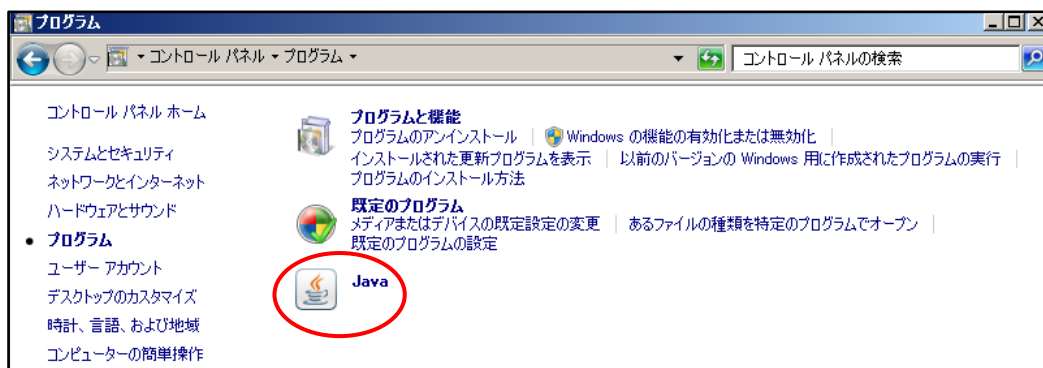 プログラム
コントロール パネル プログラム
コントロール パネルの検索
コントロール パネル ホーム
システムとセキュリティ
ネットワークとインターネット
ハードウェアとサウンド
プログラム
ユーザー アカウント
デスクトップのカスタマイズ
時計、言語、および地域
コンピューターの簡単操作
プログラムと機能
プログラムのアンインストール Windows の機能の有効化または無効化
インストールされた更新プログラムを表示 以前のバージョンの Windows 用に作成されたプログラムの実行
プログラムのインストール方法
既定のプログラム
メディアまたはデバイスの既定設定の変更 あるファイルの種類を特定のプログラムでオープン
既定のプログラムの設定
Java